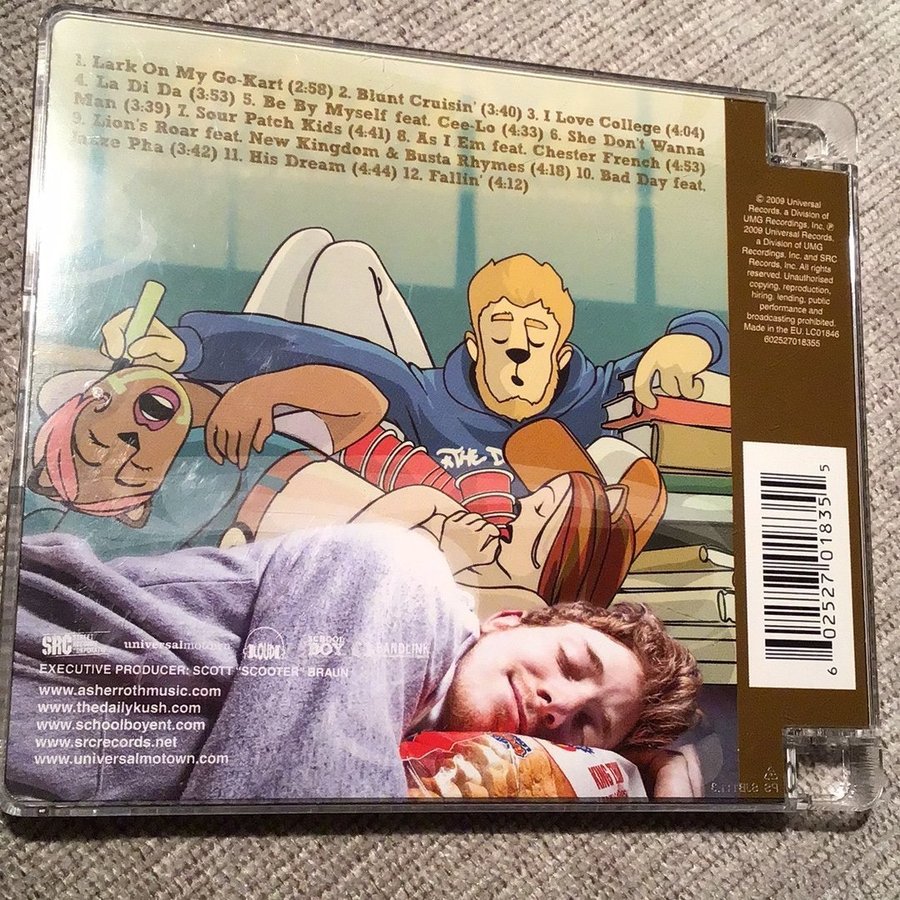 1. Lark On My Go-Kart (2:58) 2. Blunt Cruisin' (3:40) 3. I Love College (4:04)
4. La Di Da (3:53) 5. Be By Myself feat. Cee-Lo (4:33) 6. She Don't Wanna
Man (3:39) 7. Sour Patch Kids (4:41) 8. As I Em feat. Chester French (4:53)
9. Lion's Roar feat. New Kingdom & Busta Rhymes (4:18) 10. Bad Day feat.
Jazze Pha (3:42) 11. His Dream (4:44) 12. Fallin' (4:12)
© 2009 Universal
Records, a Division of
UMG Recordings, Inc. ℗
2009 Universal Records,
a Division of UMG
Recordings, Inc. and SRC
Records, Inc. All rights
reserved. Unauthorised
copying, reproduction,
hiring, lending, public
performance and
broadcasting prohibited.
Made in the EU. LC01846
602527018355
THE D
6 02527 01835 5
SRC universalmotown LOUD SCHOOL BOY BANDLINK
EXECUTIVE PRODUCER: SCOTT "SCOOTER" BRAUN
www.asherrothmusic.com
www.thedailykush.com
www.schoolboyent.com
www.srcrecords.net
www.universalmotown.com
KING SIZE
PS